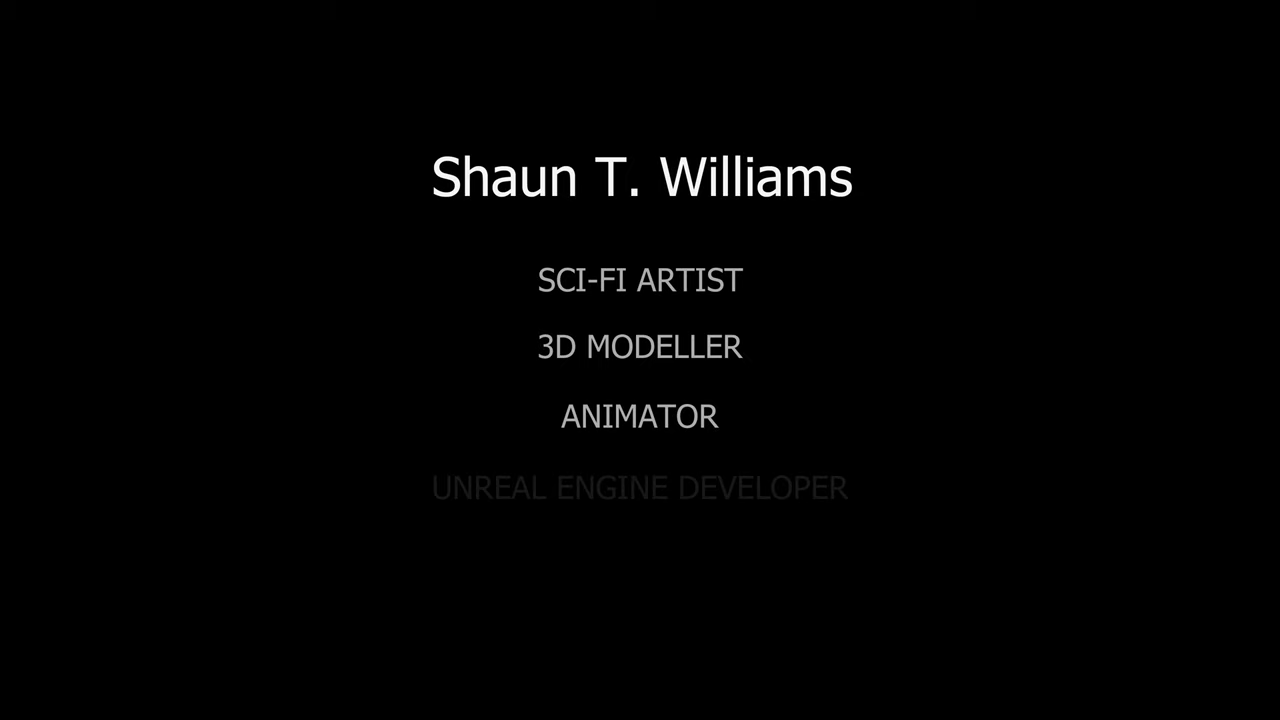 Shaun T. Williams
SCI-FI ARTIST
3D MODELLER
ANIMATOR
UNREAL ENGINE DEVELOPER